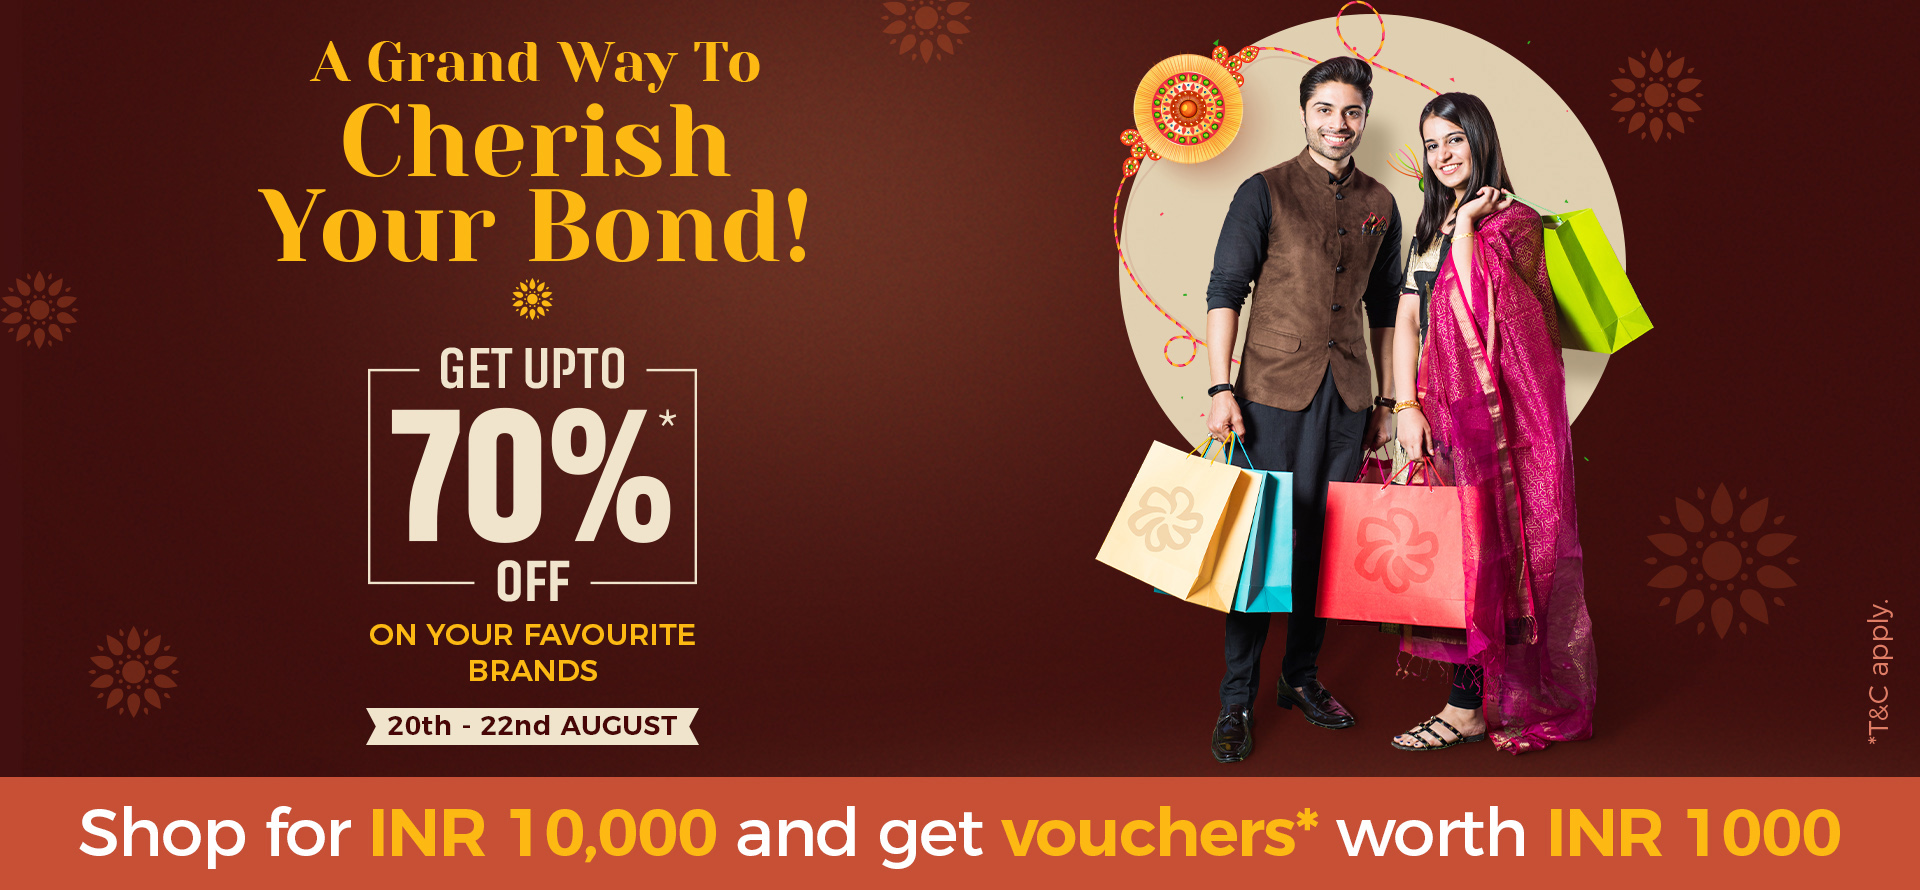 A Grand Way To
Cherish
Your Bond!
GET UPTO
70%*
OFF
ON YOUR FAVOURITE
BRANDS
20th - 22nd AUGUST
*T&C apply.
Shop for INR 10,000 and get vouchers* worth INR 1000